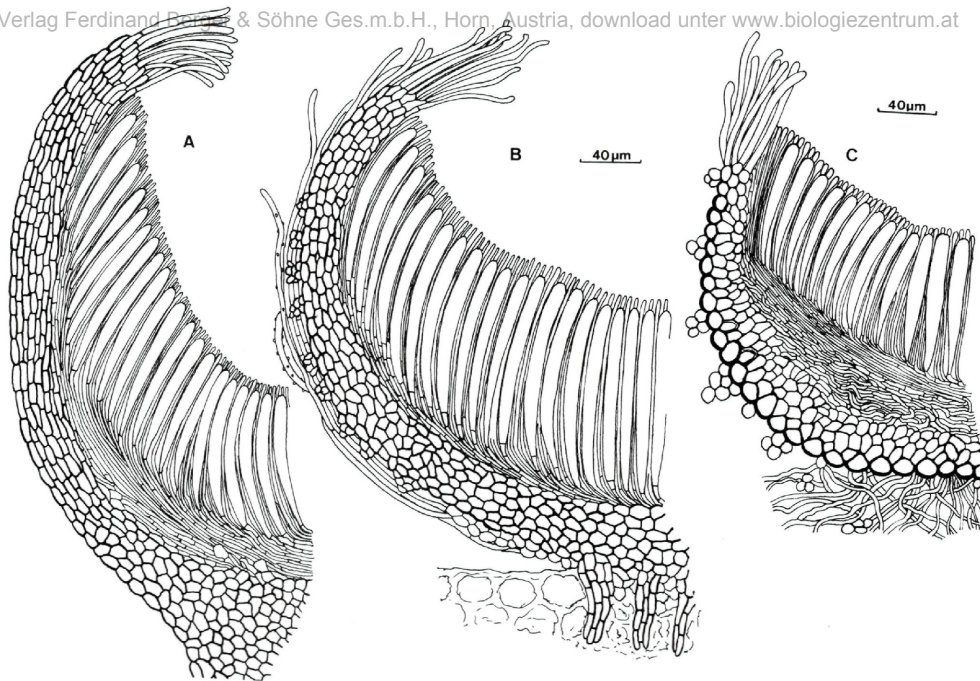 Verlag Ferdinand Berger & Söhne Ges.m.b.H., Horn, Austria, download unter www.biologiezentrum.at
A
B
40µm
40µm
C